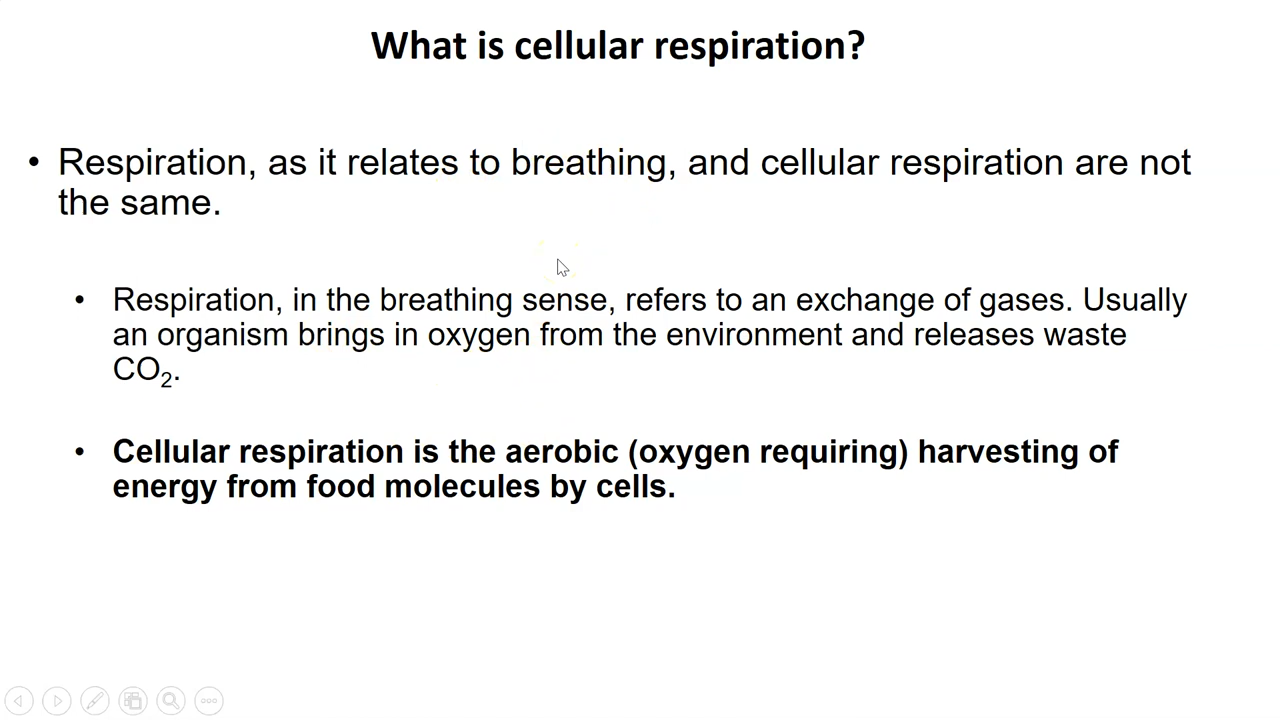 What is cellular respiration?
• Respiration, as it relates to breathing, and cellular respiration are not
the same.
• Respiration, in the breathing sense, refers to an exchange of gases. Usually
an organism brings in oxygen from the environment and releases waste
CO₂.
• Cellular respiration is the aerobic (oxygen requiring) harvesting of
energy from food molecules by cells.